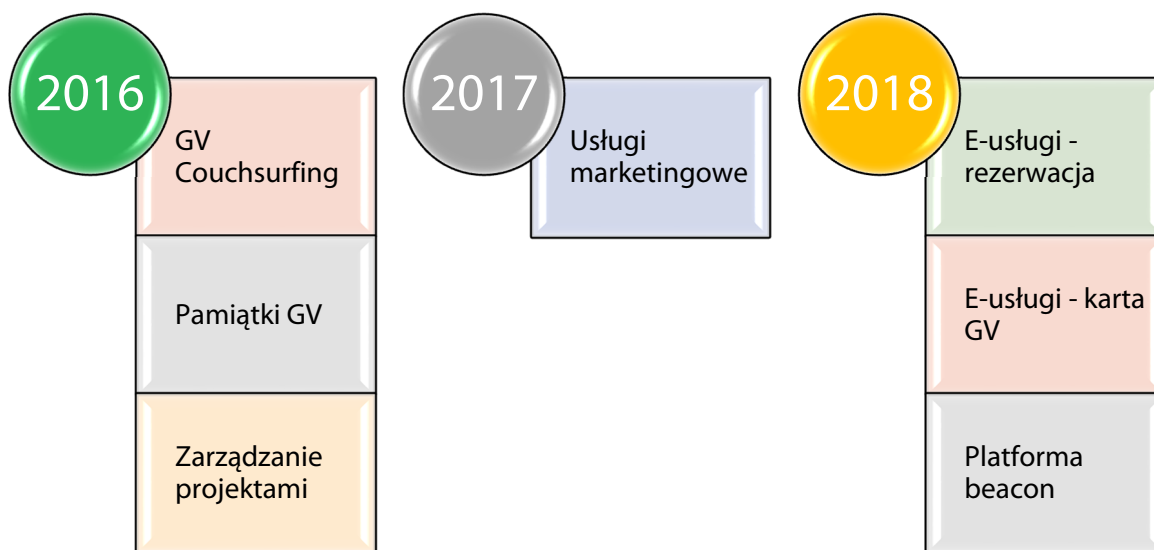 2016
GV
Couchsurfing
Pamiątki GV
Zarządzanie
projektami
2017
Usługi
marketingowe
2018
E-usługi -
rezerwacja
E-usługi - karta
GV
Platforma
beacon